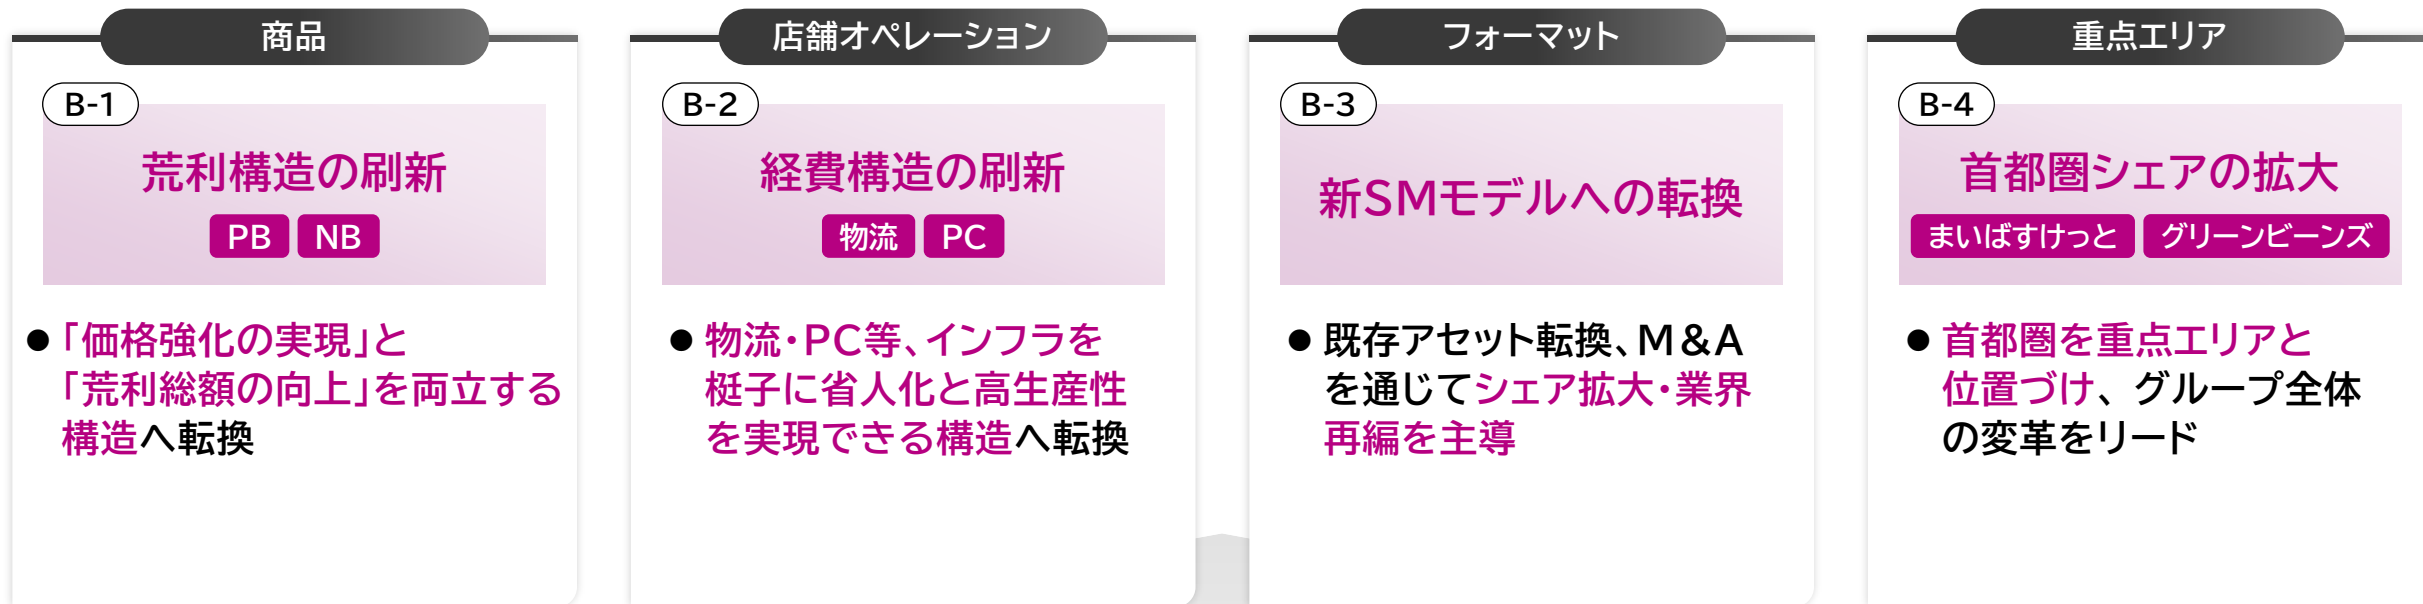 商品
B-1
荒利構造の刷新
PB NB
● 「価格強化の実現」と
「荒利総額の向上」を両立する
構造へ転換
店舗オペレーション
B-2
経費構造の刷新
物流 PC
● 物流・PC等、インフラを
梃子に省人化と高生産性
を実現できる構造へ転換
フォーマット
B-3
新SMモデルへの転換
● 既存アセット転換、M&A
を通じてシェア拡大・業界
再編を主導
重点エリア
B-4
首都圏シェアの拡大
まいばすけっと グリーンビーンズ
● 首都圏を重点エリアと
位置づけ、グループ全体
の変革をリード